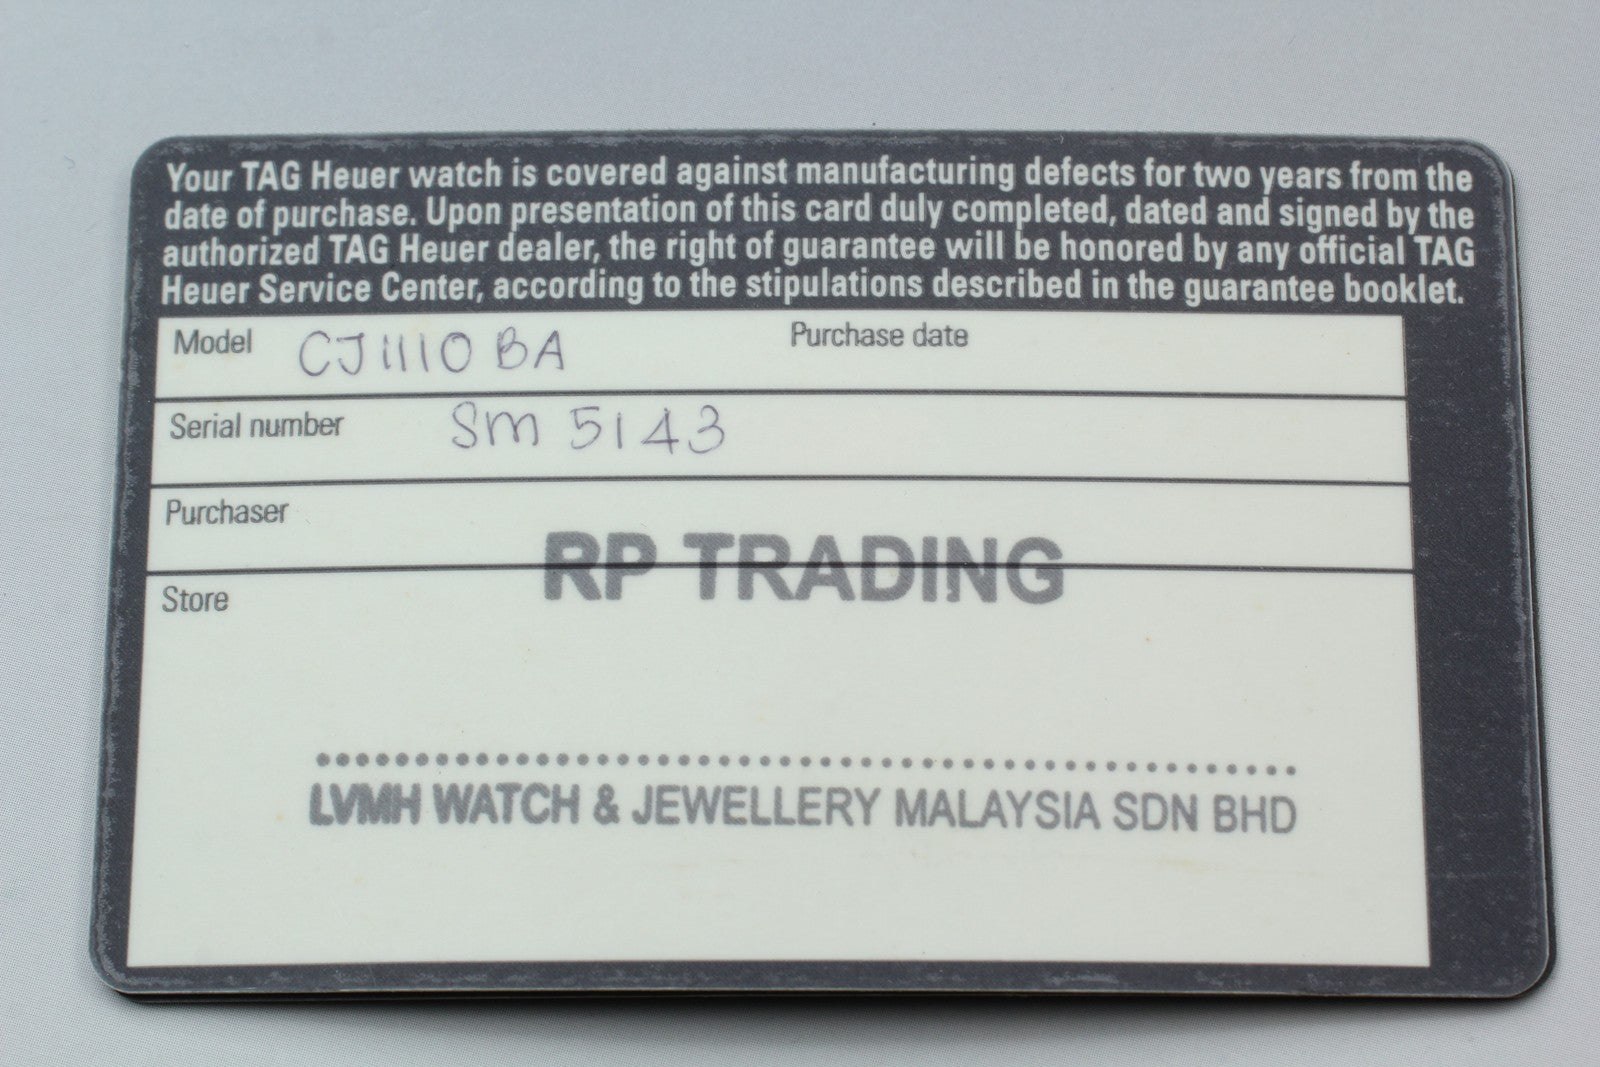 Your TAG Heuer watch is covered against manufacturing defects for two years from the
date of purchase. Upon presentation of this card duly completed, dated and signed by the
authorized TAG Heuer dealer, the right of guarantee will be honored by any official TAG
Heuer Service Center, according to the stipulations described in the guarantee booklet.
Model CJ1110 BA Purchase date
Serial number SM 5143
Purchaser
RP TRADING
Store
LVMH WATCH & JEWELLERY MALAYSIA SDN BHD